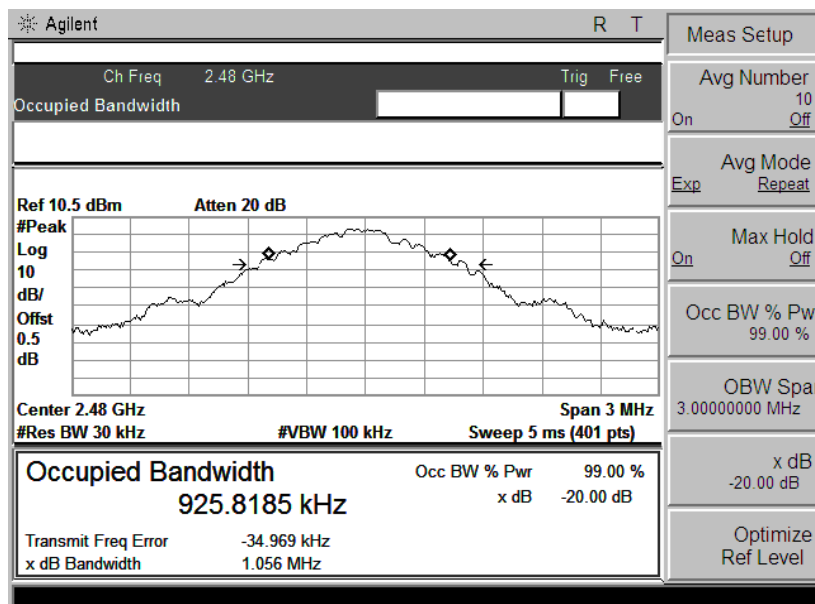 Agilent R T
Ch Freq 2.48 GHz Trig Free
Occupied Bandwidth
Ref 10.5 dBm Atten 20 dB
#Peak
Log
10
dB/
Offst
0.5
dB
Center 2.48 GHz Span 3 MHz
#Res BW 30 kHz #VBW 100 kHz Sweep 5 ms (401 pts)
Occupied Bandwidth
925.8185 kHz
Occ BW % Pwr 99.00 %
x dB -20.00 dB
Transmit Freq Error -34.969 kHz
x dB Bandwidth 1.056 MHz
Meas Setup
Avg Number
10
On Off
Avg Mode
Exp Repeat
Max Hold
On Off
Occ BW % Pw
99.00 %
OBW Spa
3.00000000 MHz
x dB
-20.00 dB
Optimize
Ref Level